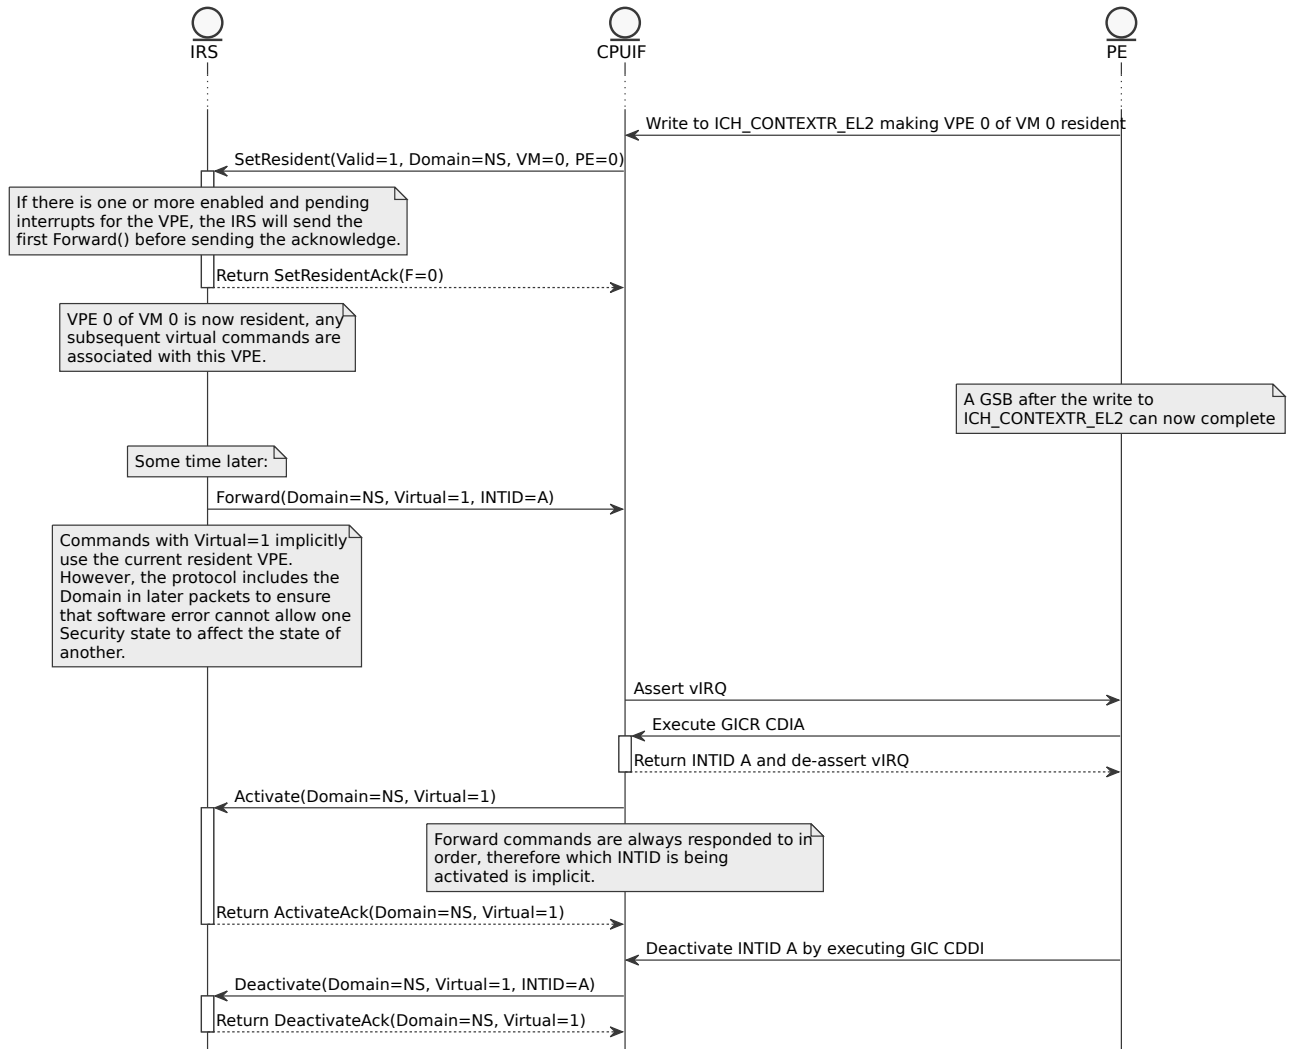 IRS
CPUIF
PE
Write to ICH_CONTEXTR_EL2 making VPE 0 of VM 0 resident
SetResident(Valid=1, Domain=NS, VM=0, PE=0)
If there is one or more enabled and pending
interrupts for the VPE, the IRS will send the
first Forward() before sending the acknowledge.
Return SetResidentAck(F=0)
VPE 0 of VM 0 is now resident, any
subsequent virtual commands are
associated with this VPE.
A GSB after the write to
ICH_CONTEXTR_EL2 can now complete
Some time later:
Forward(Domain=NS, Virtual=1, INTID=A)
Commands with Virtual=1 implicitly
use the current resident VPE.
However, the protocol includes the
Domain in later packets to ensure
that software error cannot allow one
Security state to affect the state of
another.
Assert vIRQ
Execute GICR CDIA
Return INTID A and de-assert vIRQ
Activate(Domain=NS, Virtual=1)
Forward commands are always responded to in
order, therefore which INTID is being
activated is implicit.
Return ActivateAck(Domain=NS, Virtual=1)
Deactivate INTID A by executing GIC CDDI
Deactivate(Domain=NS, Virtual=1, INTID=A)
Return DeactivateAck(Domain=NS, Virtual=1)